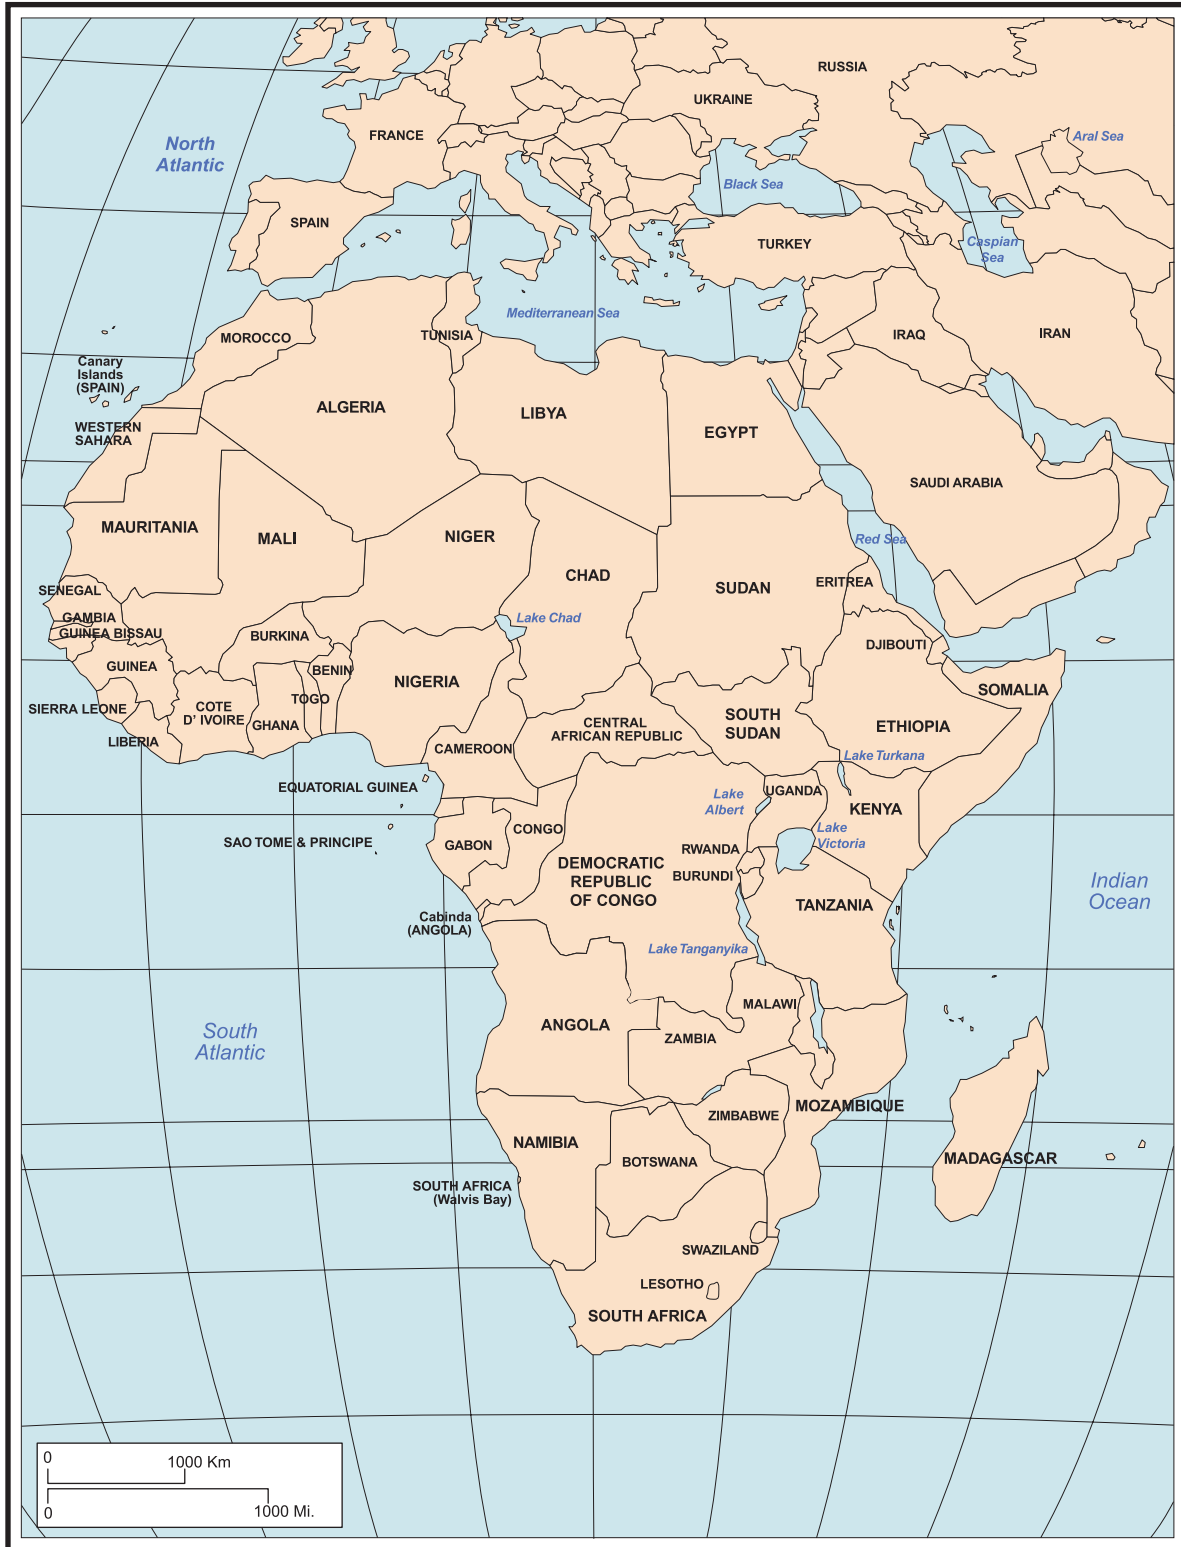 RUSSIA
UKRAINE
FRANCE
North
Atlantic
Aral Sea
Black Sea
SPAIN
TURKEY
Caspian
Sea
Mediterranean Sea
MOROCCO
TUNISIA
IRAQ
IRAN
Canary
Islands
(SPAIN)
ALGERIA
LIBYA
EGYPT
WESTERN
SAHARA
SAUDI ARABIA
MAURITANIA
MALI
NIGER
Red Sea
CHAD
SUDAN
ERITREA
SENEGAL
GAMBIA
Lake Chad
GUINEA BISSAU
BURKINA
DJIBOUTI
GUINEA
BENIN
NIGERIA
SOMALIA
TOGO
SIERRA LEONE
COTE
D' IVOIRE
GHANA
CENTRAL
AFRICAN REPUBLIC
SOUTH
SUDAN
ETHIOPIA
LIBERIA
CAMEROON
Lake Turkana
EQUATORIAL GUINEA
Lake
Albert
UGANDA
KENYA
CONGO
Lake
Victoria
SAO TOME & PRINCIPE
GABON
RWANDA
DEMOCRATIC
REPUBLIC
OF CONGO
BURUNDI
Indian
Ocean
TANZANIA
Cabinda
(ANGOLA)
Lake Tanganyika
MALAWI
ANGOLA
South
Atlantic
ZAMBIA
MOZAMBIQUE
ZIMBABWE
NAMIBIA
BOTSWANA
MADAGASCAR
SOUTH AFRICA
(Walvis Bay)
SWAZILAND
LESOTHO
SOUTH AFRICA
0
1000 Km
0
1000 Mi.